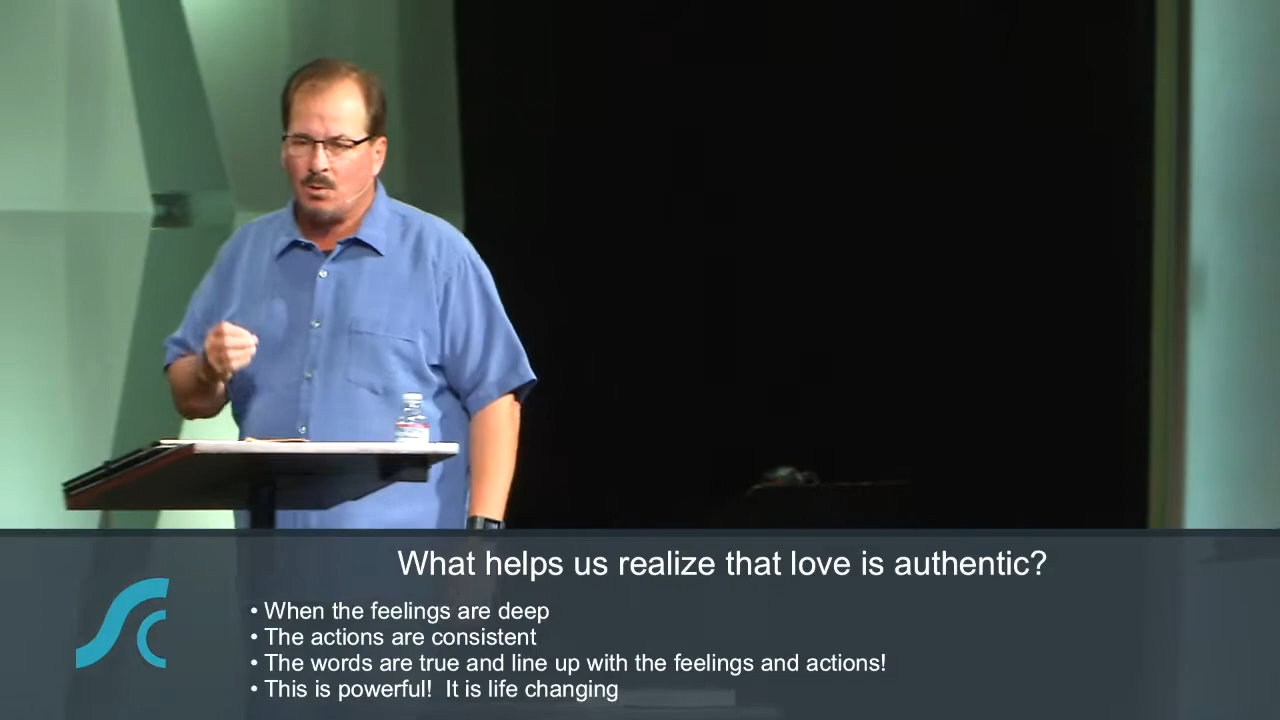 What helps us realize that love is authentic?
• When the feelings are deep
• The actions are consistent
• The words are true and line up with the feelings and actions!
• This is powerful!  It is life changing